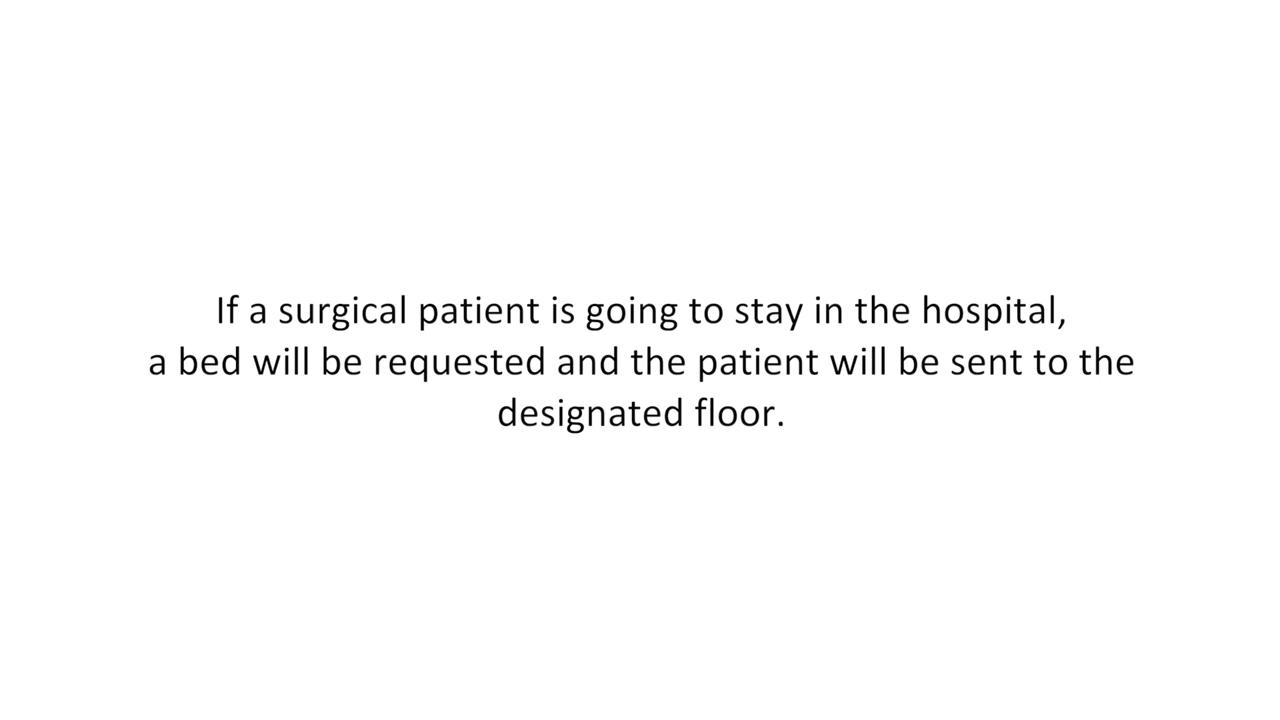 If a surgical patient is going to stay in the hospital,
a bed will be requested and the patient will be sent to the
designated floor.